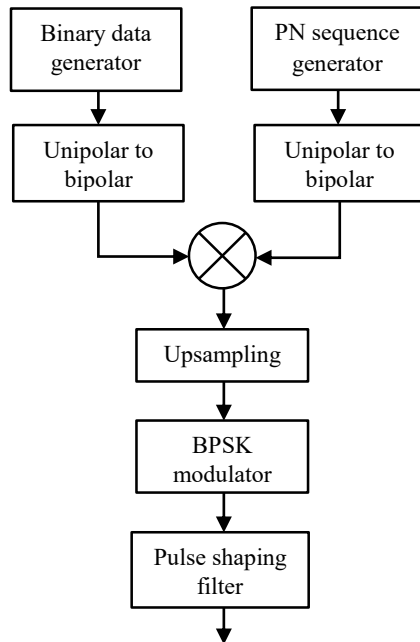 Binary data
generator
PN sequence
generator
Unipolar to
bipolar
Unipolar to
bipolar
Upsampling
BPSK
modulator
Pulse shaping
filter